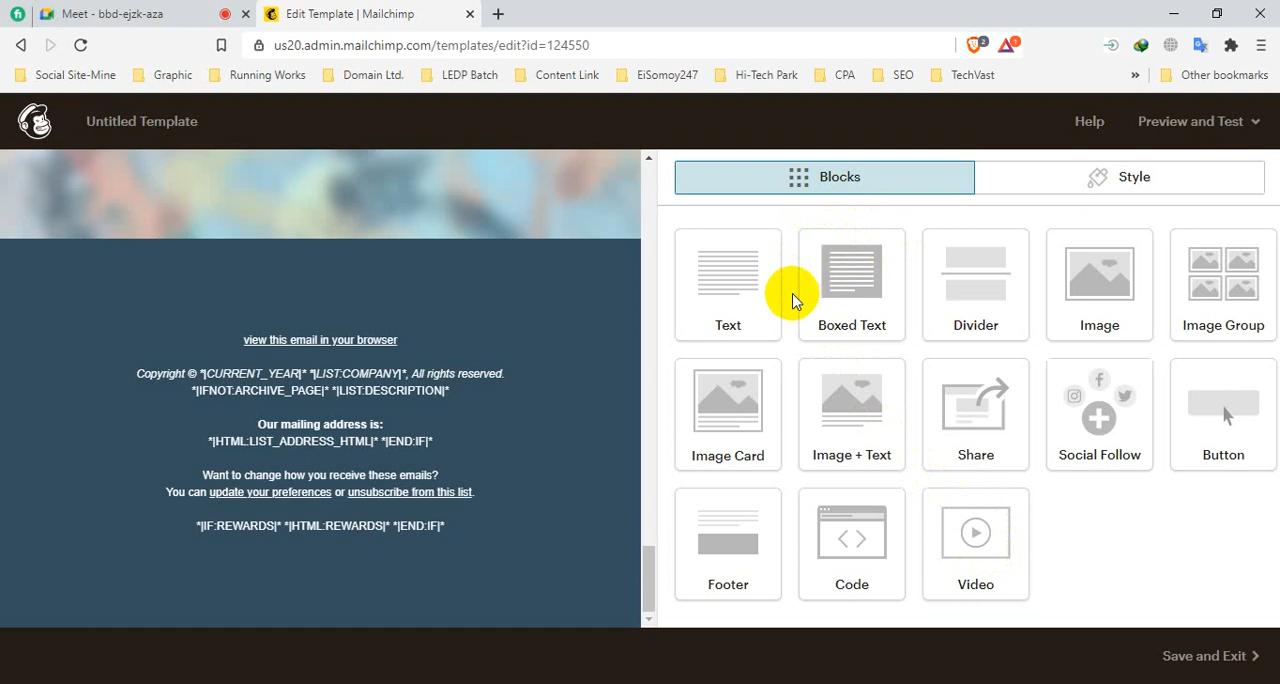 Meet - bbd-ejzk-aza
Edit Template | Mailchimp
us20.admin.mailchimp.com/templates/edit?id=124550
2
1
Social Site-Mine
Graphic
Running Works
Domain Ltd.
LEDP Batch
Content Link
EiSomoy247
Hi-Tech Park
CPA
SEO
TechVast
»
Other bookmarks
Untitled Template
Help
Preview and Test
Blocks
Style
view this email in your browser
Copyright © *|CURRENT_YEAR|* *|LIST:COMPANY|*, All rights reserved.
*|IFNOT:ARCHIVE_PAGE|* *|LIST:DESCRIPTION|*
Our mailing address is:
*|HTML:LIST_ADDRESS_HTML|* *|END:IF|*
Want to change how you receive these emails?
You can update your preferences or unsubscribe from this list.
*|IF:REWARDS|* *|HTML:REWARDS|* *|END:IF|*
Text
Boxed Text
Divider
Image
Image Group
Image Card
Image + Text
Share
Social Follow
Button
Footer
Code
Video
Save and Exit